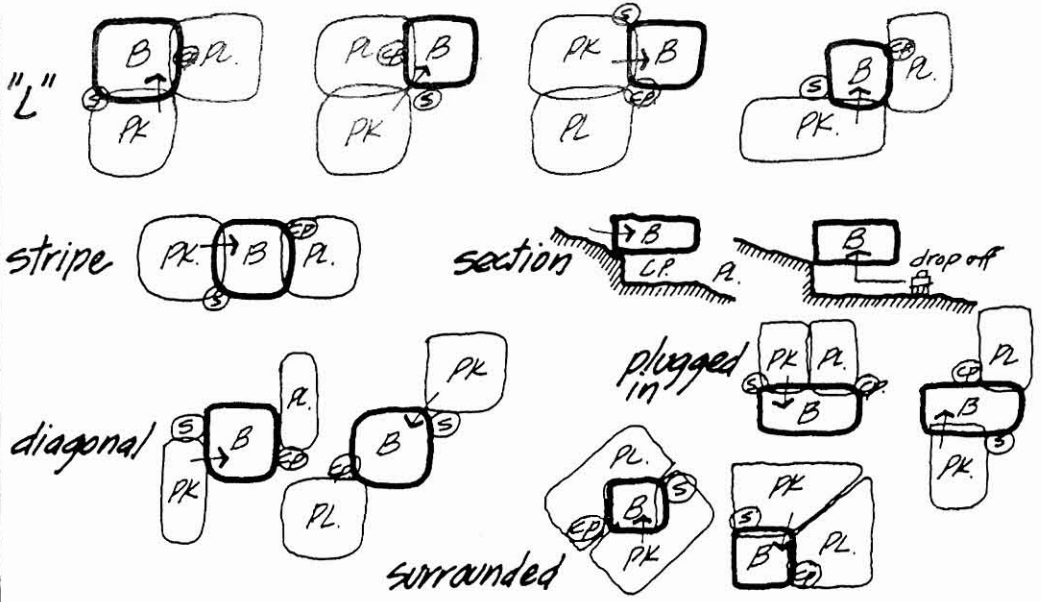 "L"
B
PL.
CP
S
PK
PL
CP
B
PK
S
S
PK
B
CP.
PL
CP
B
PL
S
PK.
stripe
PK.
B
CP
PL.
S
section
B
C.P.
PL.
B
drop off
diagonal
S
B
PL.
CP
PK
PK
B
S
CP
PL.
plugged
in
PK
PL.
S
CP.
B
PL
CP
B
S
PK.
surrounded
PL.
B
S
CP
PK
PK
S
B
CP
PL.